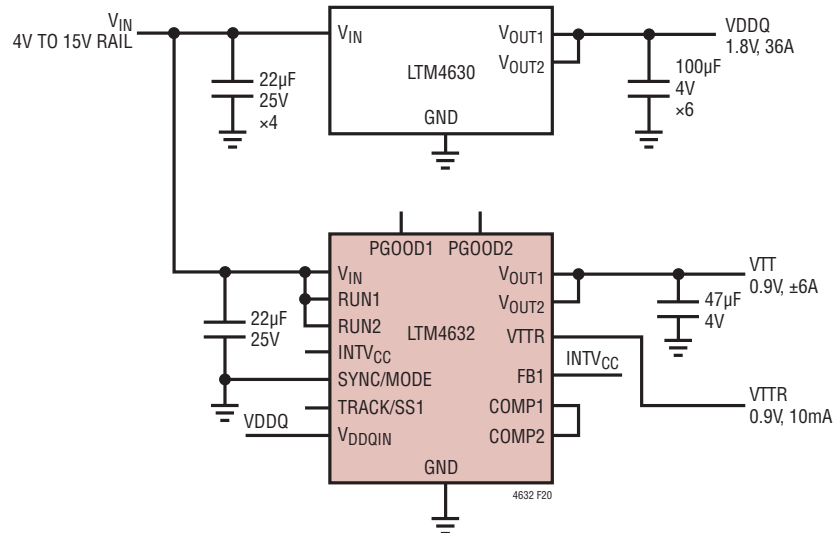 VIN
4V TO 15V RAIL
22µF
25V
×4
VIN
LTM4630
GND
VOUT1
VOUT2
100µF
4V
×6
VDDQ
1.8V, 36A
PGOOD1
PGOOD2
22µF
25V
VDDQ
VIN
RUN1
RUN2
INTVCC
SYNC/MODE
TRACK/SS1
VDDQIN
LTM4632
GND
VOUT1
VOUT2
VTTR
FB1
COMP1
COMP2
INTVCC
47µF
4V
VTT
0.9V, ±6A
VTTR
0.9V, 10mA
4632 F20